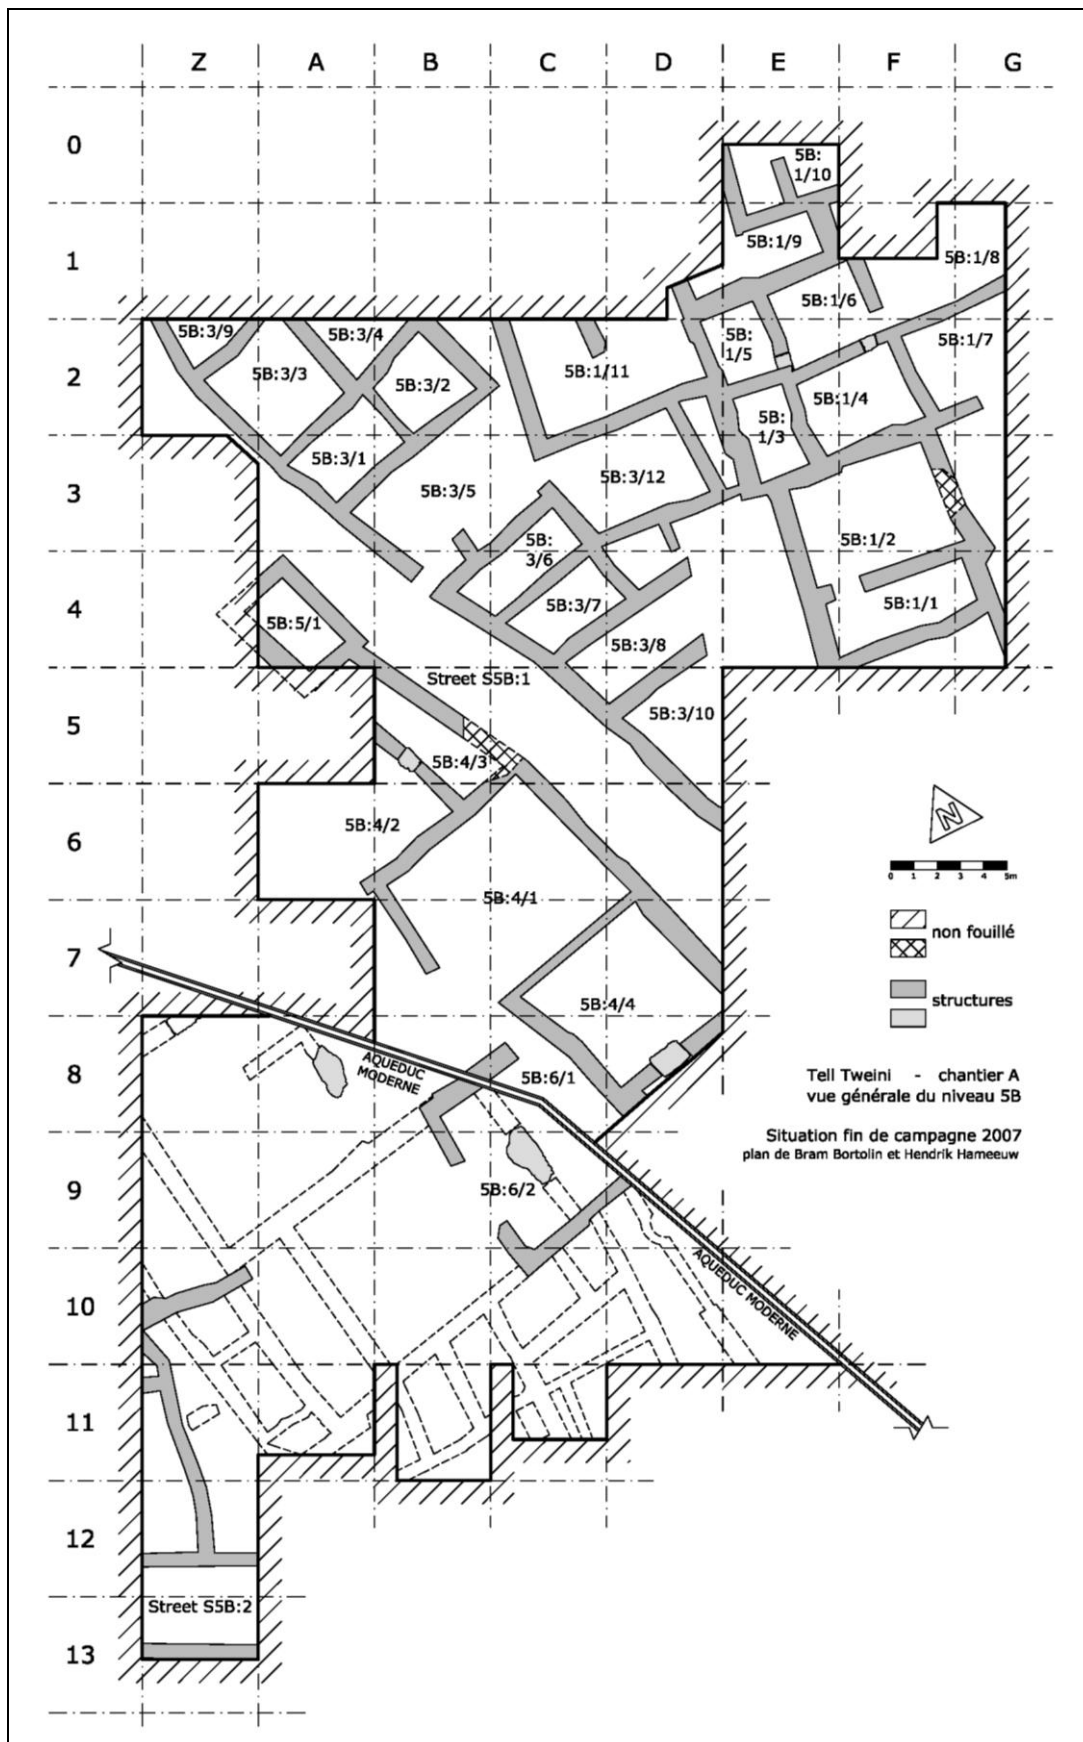 Z A B C D E F G
0
5B:
1/10
1
5B:1/9
5B:1/8
5B:1/6
5B:3/9
5B:3/4
5B:
1/5
5B:1/7
2
5B:3/3
5B:3/2
5B:1/11
5B:1/4
5B:
1/3
5B:3/1
3
5B:3/5
5B:3/12
5B:
3/6
5B:1/2
4
5B:5/1
5B:3/7
5B:1/1
5B:3/8
Street S5B:1
5
5B:3/10
5B:4/3
6
5B:4/2
N
0 1 2 3 4 5m
5B:4/1
7
non fouillé
5B:4/4
structures
8
AQUEDUC
MODERNE
5B:6/1
Tell Tweini - chantier A
vue générale du niveau 5B
Situation fin de campagne 2007
plan de Bram Bortolin et Hendrik Hameeuw
9
5B:6/2
10
AQUEDUC MODERNE
11
12
Street S5B:2
13